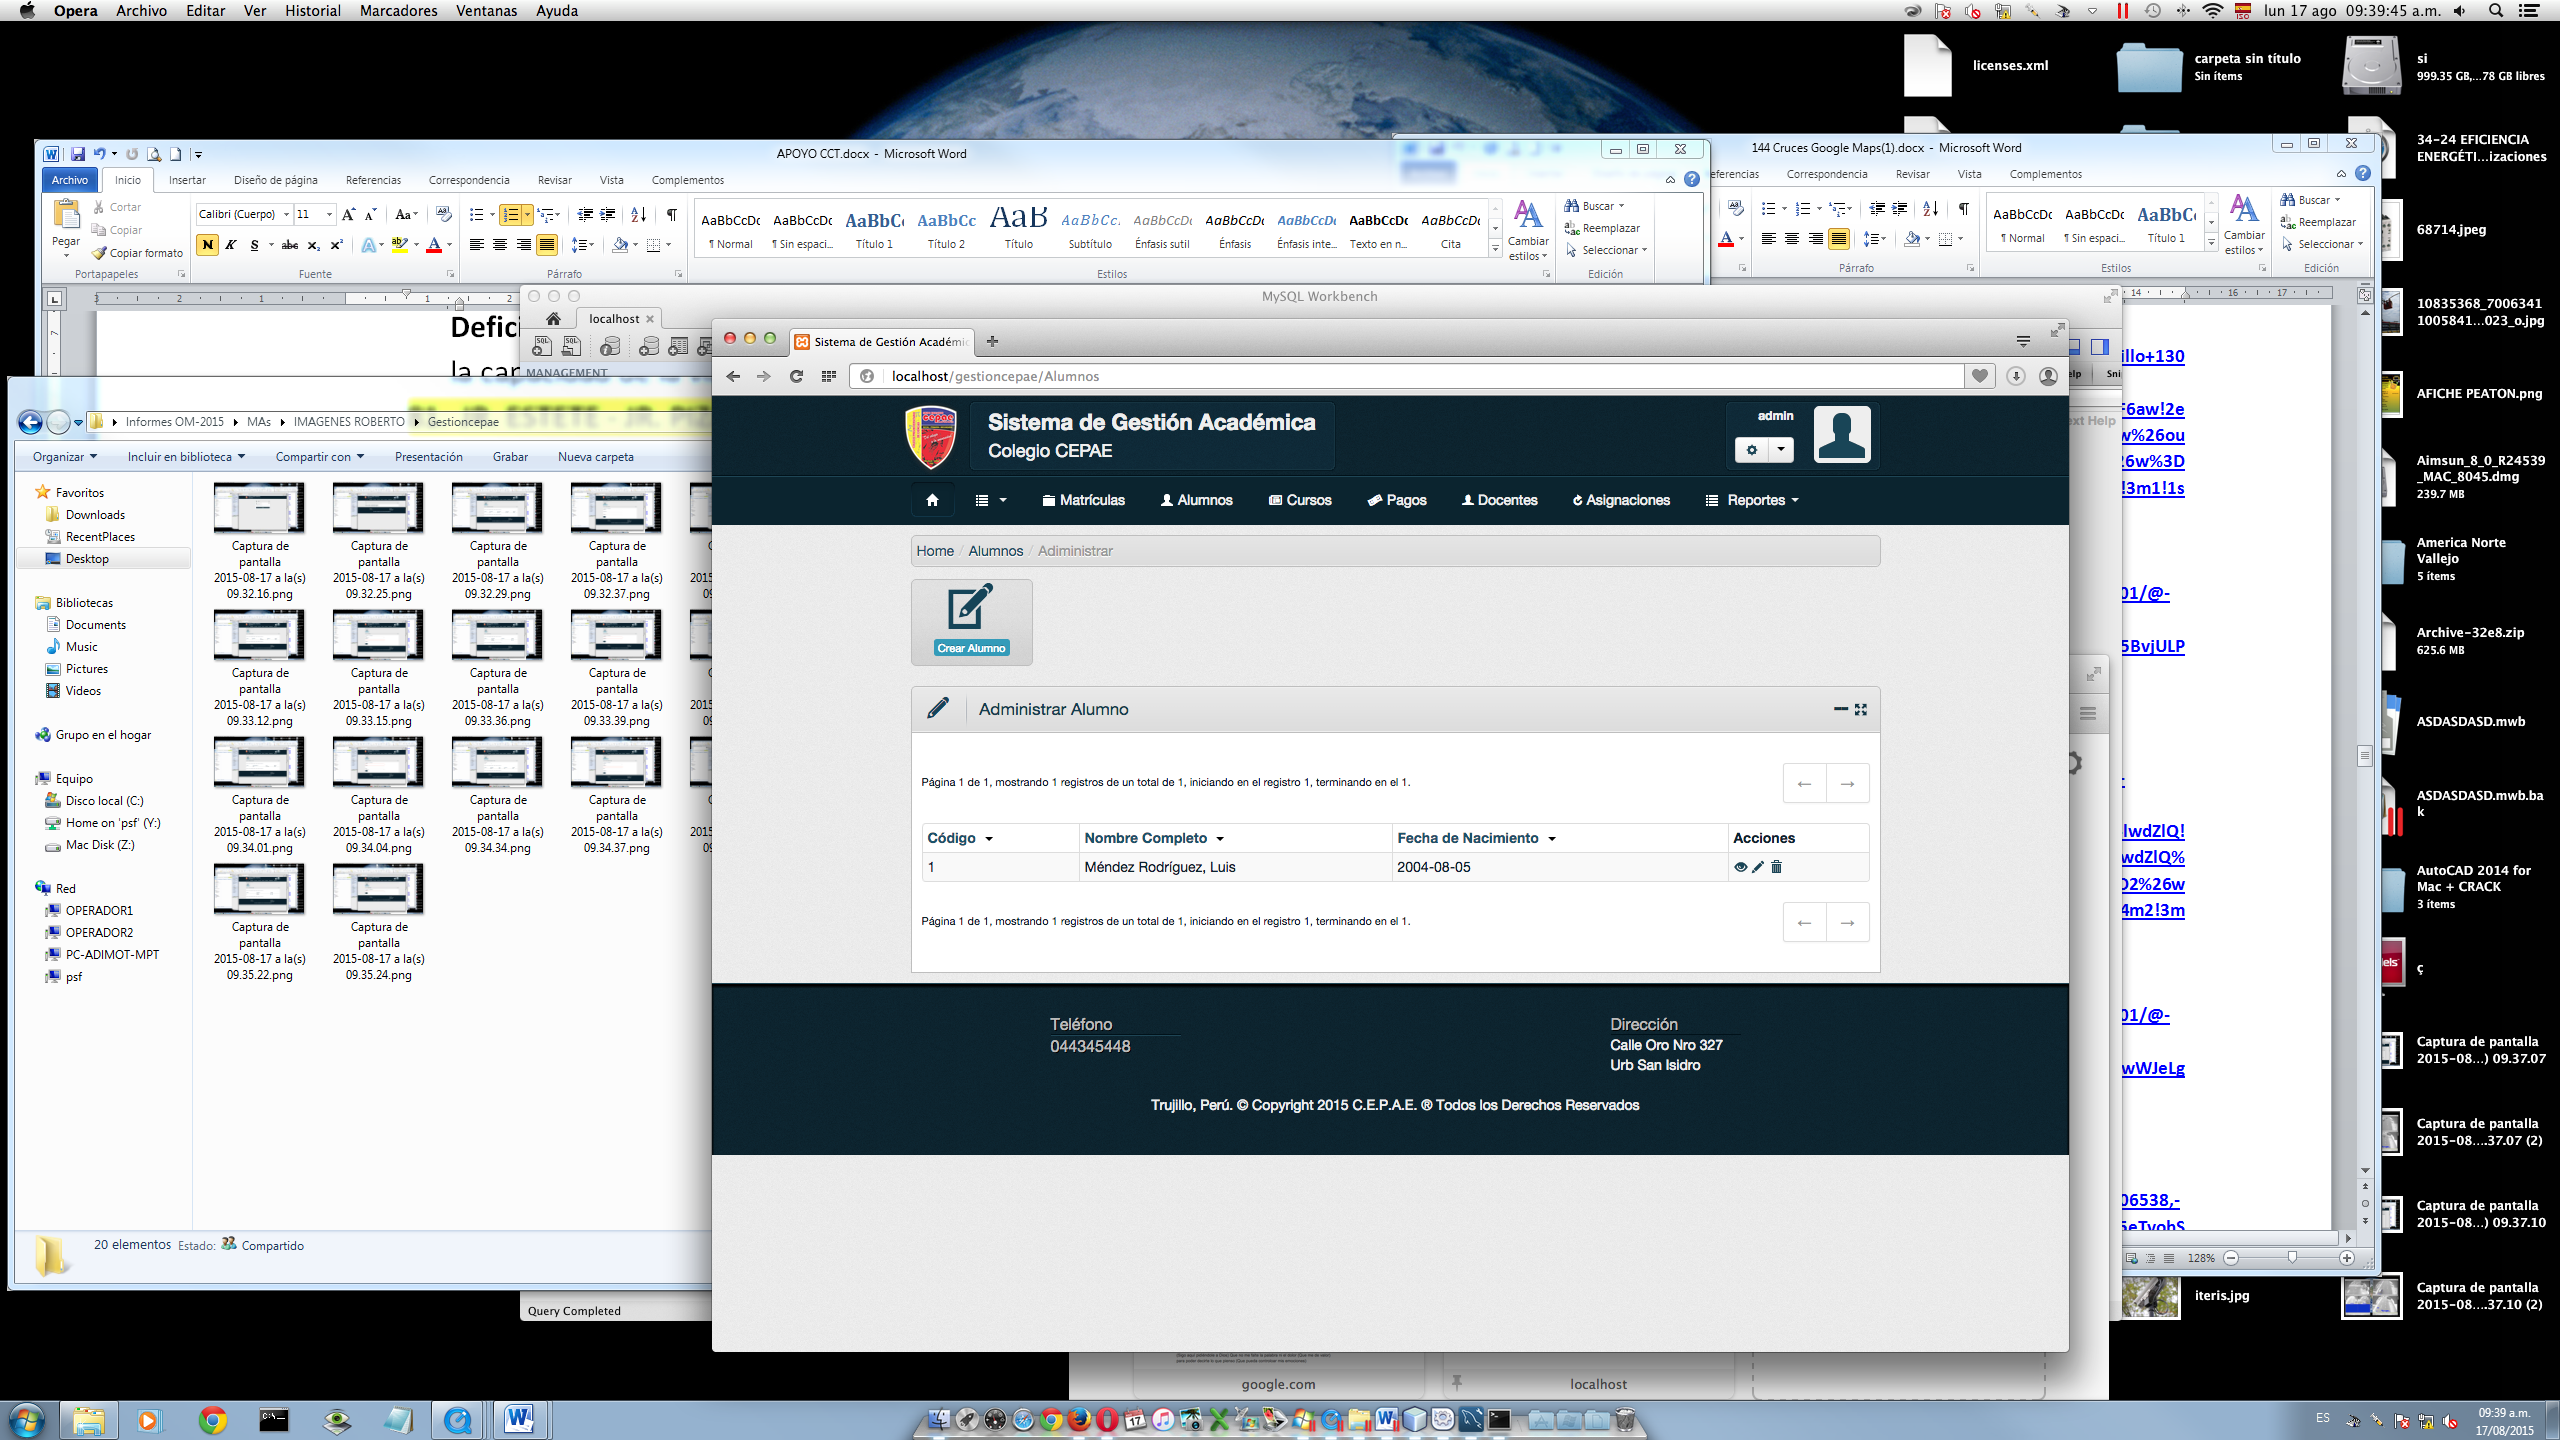 Opera Archivo Editar Ver Historial Marcadores Ventanas Ayuda
lun 17 ago 09:39:45 a.m.
licenses.xml
carpeta sin título
Sin ítems
si
999.35 GB,...78 GB libres
34-24 EFICIENCIA
ENERGÉTI...izaciones
68714.jpeg
10835368_7006341
1005841...023_o.jpg
AFICHE PEATON.png
Aimsun_8_0_R24539
_MAC_8045.dmg
239.7 MB
America Norte
Vallejo
5 ítems
Archive-32e8.zip
625.6 MB
ASDASDASD.mwb
ASDASDASD.mwb.ba
k
AutoCAD 2014 for
Mac + CRACK
3 ítems
ç
Captura de pantalla
2015-08...) 09.37.07
Captura de pantalla
2015-08....37.07 (2)
Captura de pantalla
2015-08...) 09.37.10
Captura de pantalla
2015-08....37.10 (2)
iteris.jpg
APOYO CCT.docx - Microsoft Word
Archivo Inicio Insertar Diseño de página Referencias Correspondencia Revisar Vista Complementos
Pegar
Cortar
Copiar
Copiar formato
Portapapeles
Calibri (Cuerpo) 11
Fuente
Párrafo
AaBbCcDc AaBbCcDc AaBbCc AaBbCc AaB AaBbCc. AaBbCcDc AaBbCcDc AaBbCcDc AaBbCcDc AaBbCcDc
¶ Normal ¶ Sin espaci... Título 1 Título 2 Título Subtítulo Énfasis sutil Énfasis Énfasis inte... Texto en n... Cita
Estilos
Cambiar
estilos
Buscar
Reemplazar
Seleccionar
Edición
144 Cruces Google Maps(1).docx - Microsoft Word
eferencias Correspondencia Revisar Vista Complementos
Párrafo
AaBbCcDc AaBbCcDc AaBbC
¶ Normal ¶ Sin espaci... Título 1
Estilos
Cambiar
estilos
Buscar
Reemplazar
Seleccionar
Edición
illo+130
F6aw!2e
w%26ou
26w%3D
!3m1!1s
01/@-
5BvjULP
lwdZlQ!
wdZlQ%
D2%26w
4m2!3m
01/@-
wWJeLg
06538,-
128%
Defici
MySQL Workbench
localhost
MANAGEMENT
Query Completed
Informes OM-2015 MAs IMAGENES ROBERTO Gestioncepae
Organizar Incluir en biblioteca Compartir con Presentación Grabar Nueva carpeta
Favoritos
Downloads
RecentPlaces
Desktop
Bibliotecas
Documents
Music
Pictures
Videos
Grupo en el hogar
Equipo
Disco local (C:)
Home on 'psf' (Y:)
Mac Disk (Z:)
Red
OPERADOR1
OPERADOR2
PC-ADIMOT-MPT
psf
Captura de pantalla 2015-08-17 a la(s) 09.32.16.png
Captura de pantalla 2015-08-17 a la(s) 09.32.25.png
Captura de pantalla 2015-08-17 a la(s) 09.32.29.png
Captura de pantalla 2015-08-17 a la(s) 09.32.37.png
Captura de pantalla 2015-08-17 a la(s) 09.33.12.png
Captura de pantalla 2015-08-17 a la(s) 09.33.15.png
Captura de pantalla 2015-08-17 a la(s) 09.33.36.png
Captura de pantalla 2015-08-17 a la(s) 09.33.39.png
Captura de pantalla 2015-08-17 a la(s) 09.34.01.png
Captura de pantalla 2015-08-17 a la(s) 09.34.04.png
Captura de pantalla 2015-08-17 a la(s) 09.34.34.png
Captura de pantalla 2015-08-17 a la(s) 09.34.37.png
Captura de pantalla 2015-08-17 a la(s) 09.35.22.png
Captura de pantalla 2015-08-17 a la(s) 09.35.24.png
20 elementos Estado: Compartido
Sistema de Gestión Académic
localhost/gestioncepae/Alumnos
Sistema de Gestión Académica
Colegio CEPAE
admin
Matrículas Alumnos Cursos Pagos Docentes Asignaciones Reportes
Home / Alumnos / Adiministrar
Crear Alumno
Administrar Alumno
Página 1 de 1, mostrando 1 registros de un total de 1, iniciando en el registro 1, terminando en el 1.
Código Nombre Completo Fecha de Nacimiento Acciones
1 Méndez Rodríguez, Luis 2004-08-05
Página 1 de 1, mostrando 1 registros de un total de 1, iniciando en el registro 1, terminando en el 1.
Teléfono
044345448
Dirección
Calle Oro Nro 327
Urb San Isidro
Trujillo, Perú. © Copyright 2015 C.E.P.A.E. ® Todos los Derechos Reservados
google.com
localhost
ES
09:39 a.m.
17/08/2015